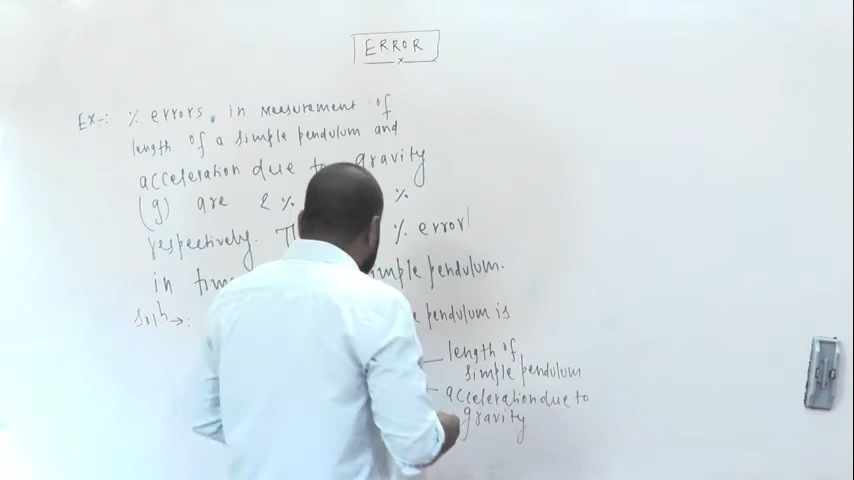 ERROR
Ex-: % errors, in measurement of
length of a simple pendulum and
acceleration due to gravity
(g) are 2 % %
respectively. % error
in simple pendulum.
Solⁿ→: pendulum is
length of
simple pendulum
acceleration due to
gravity